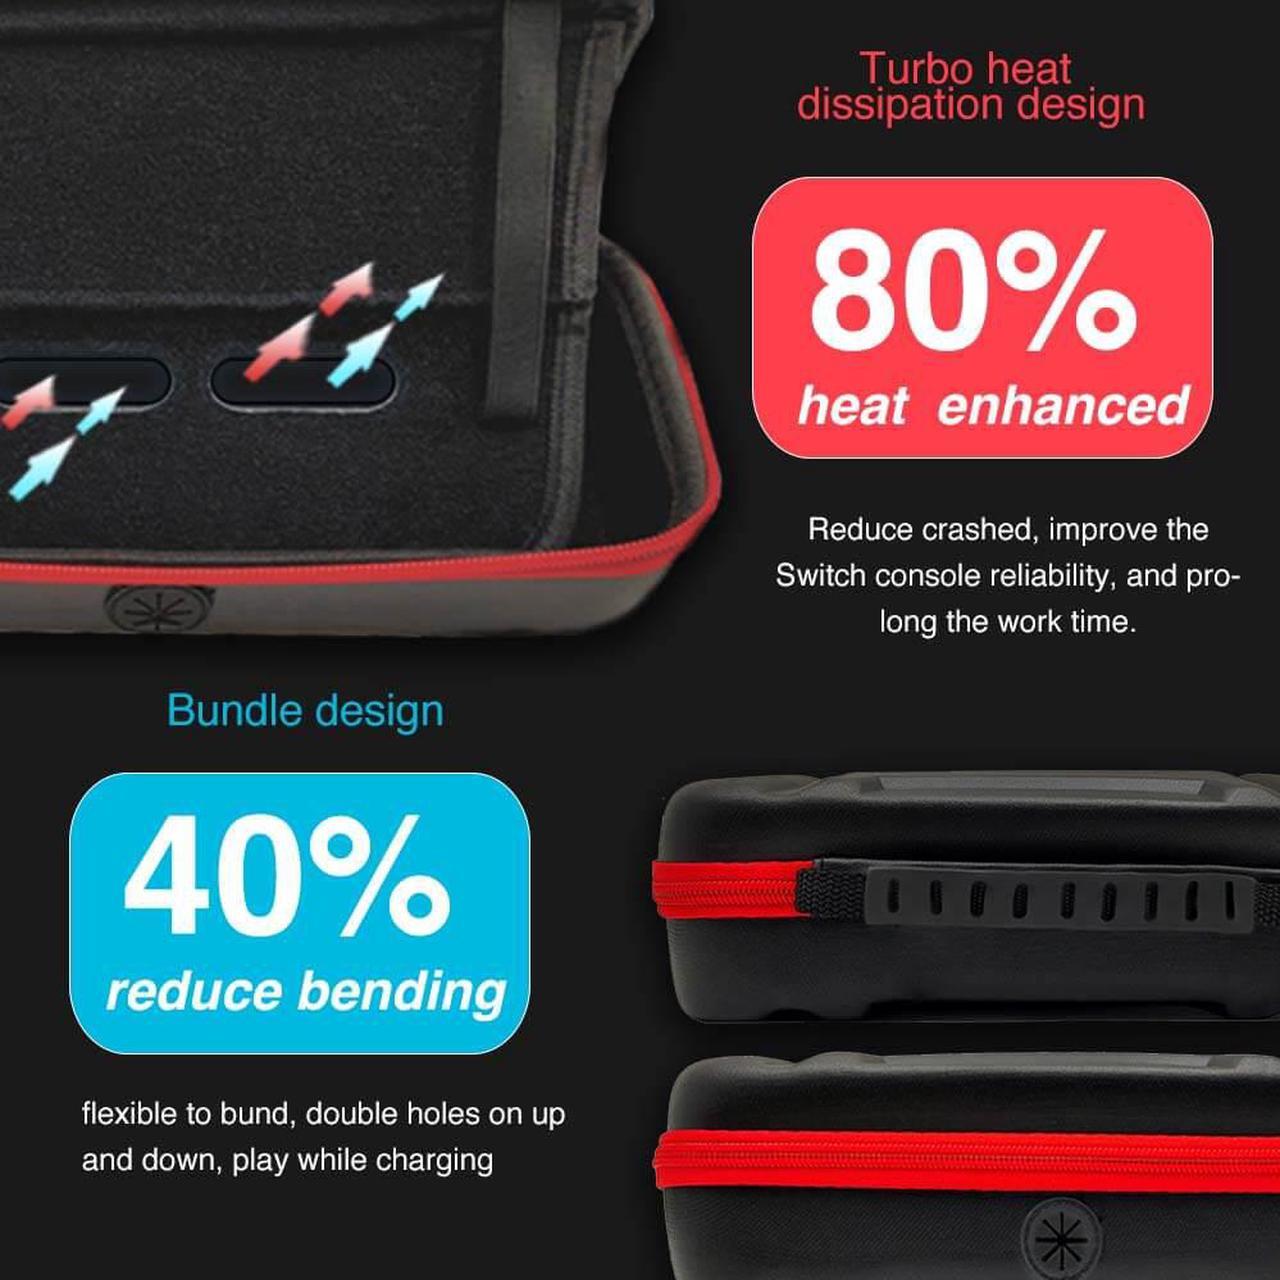 Turbo heat
dissipation design
80%
heat enhanced
Reduce crashed, improve the
Switch console reliability, and pro-
long the work time.
Bundle design
40%
reduce bending
flexible to bund, double holes on up
and down, play while charging